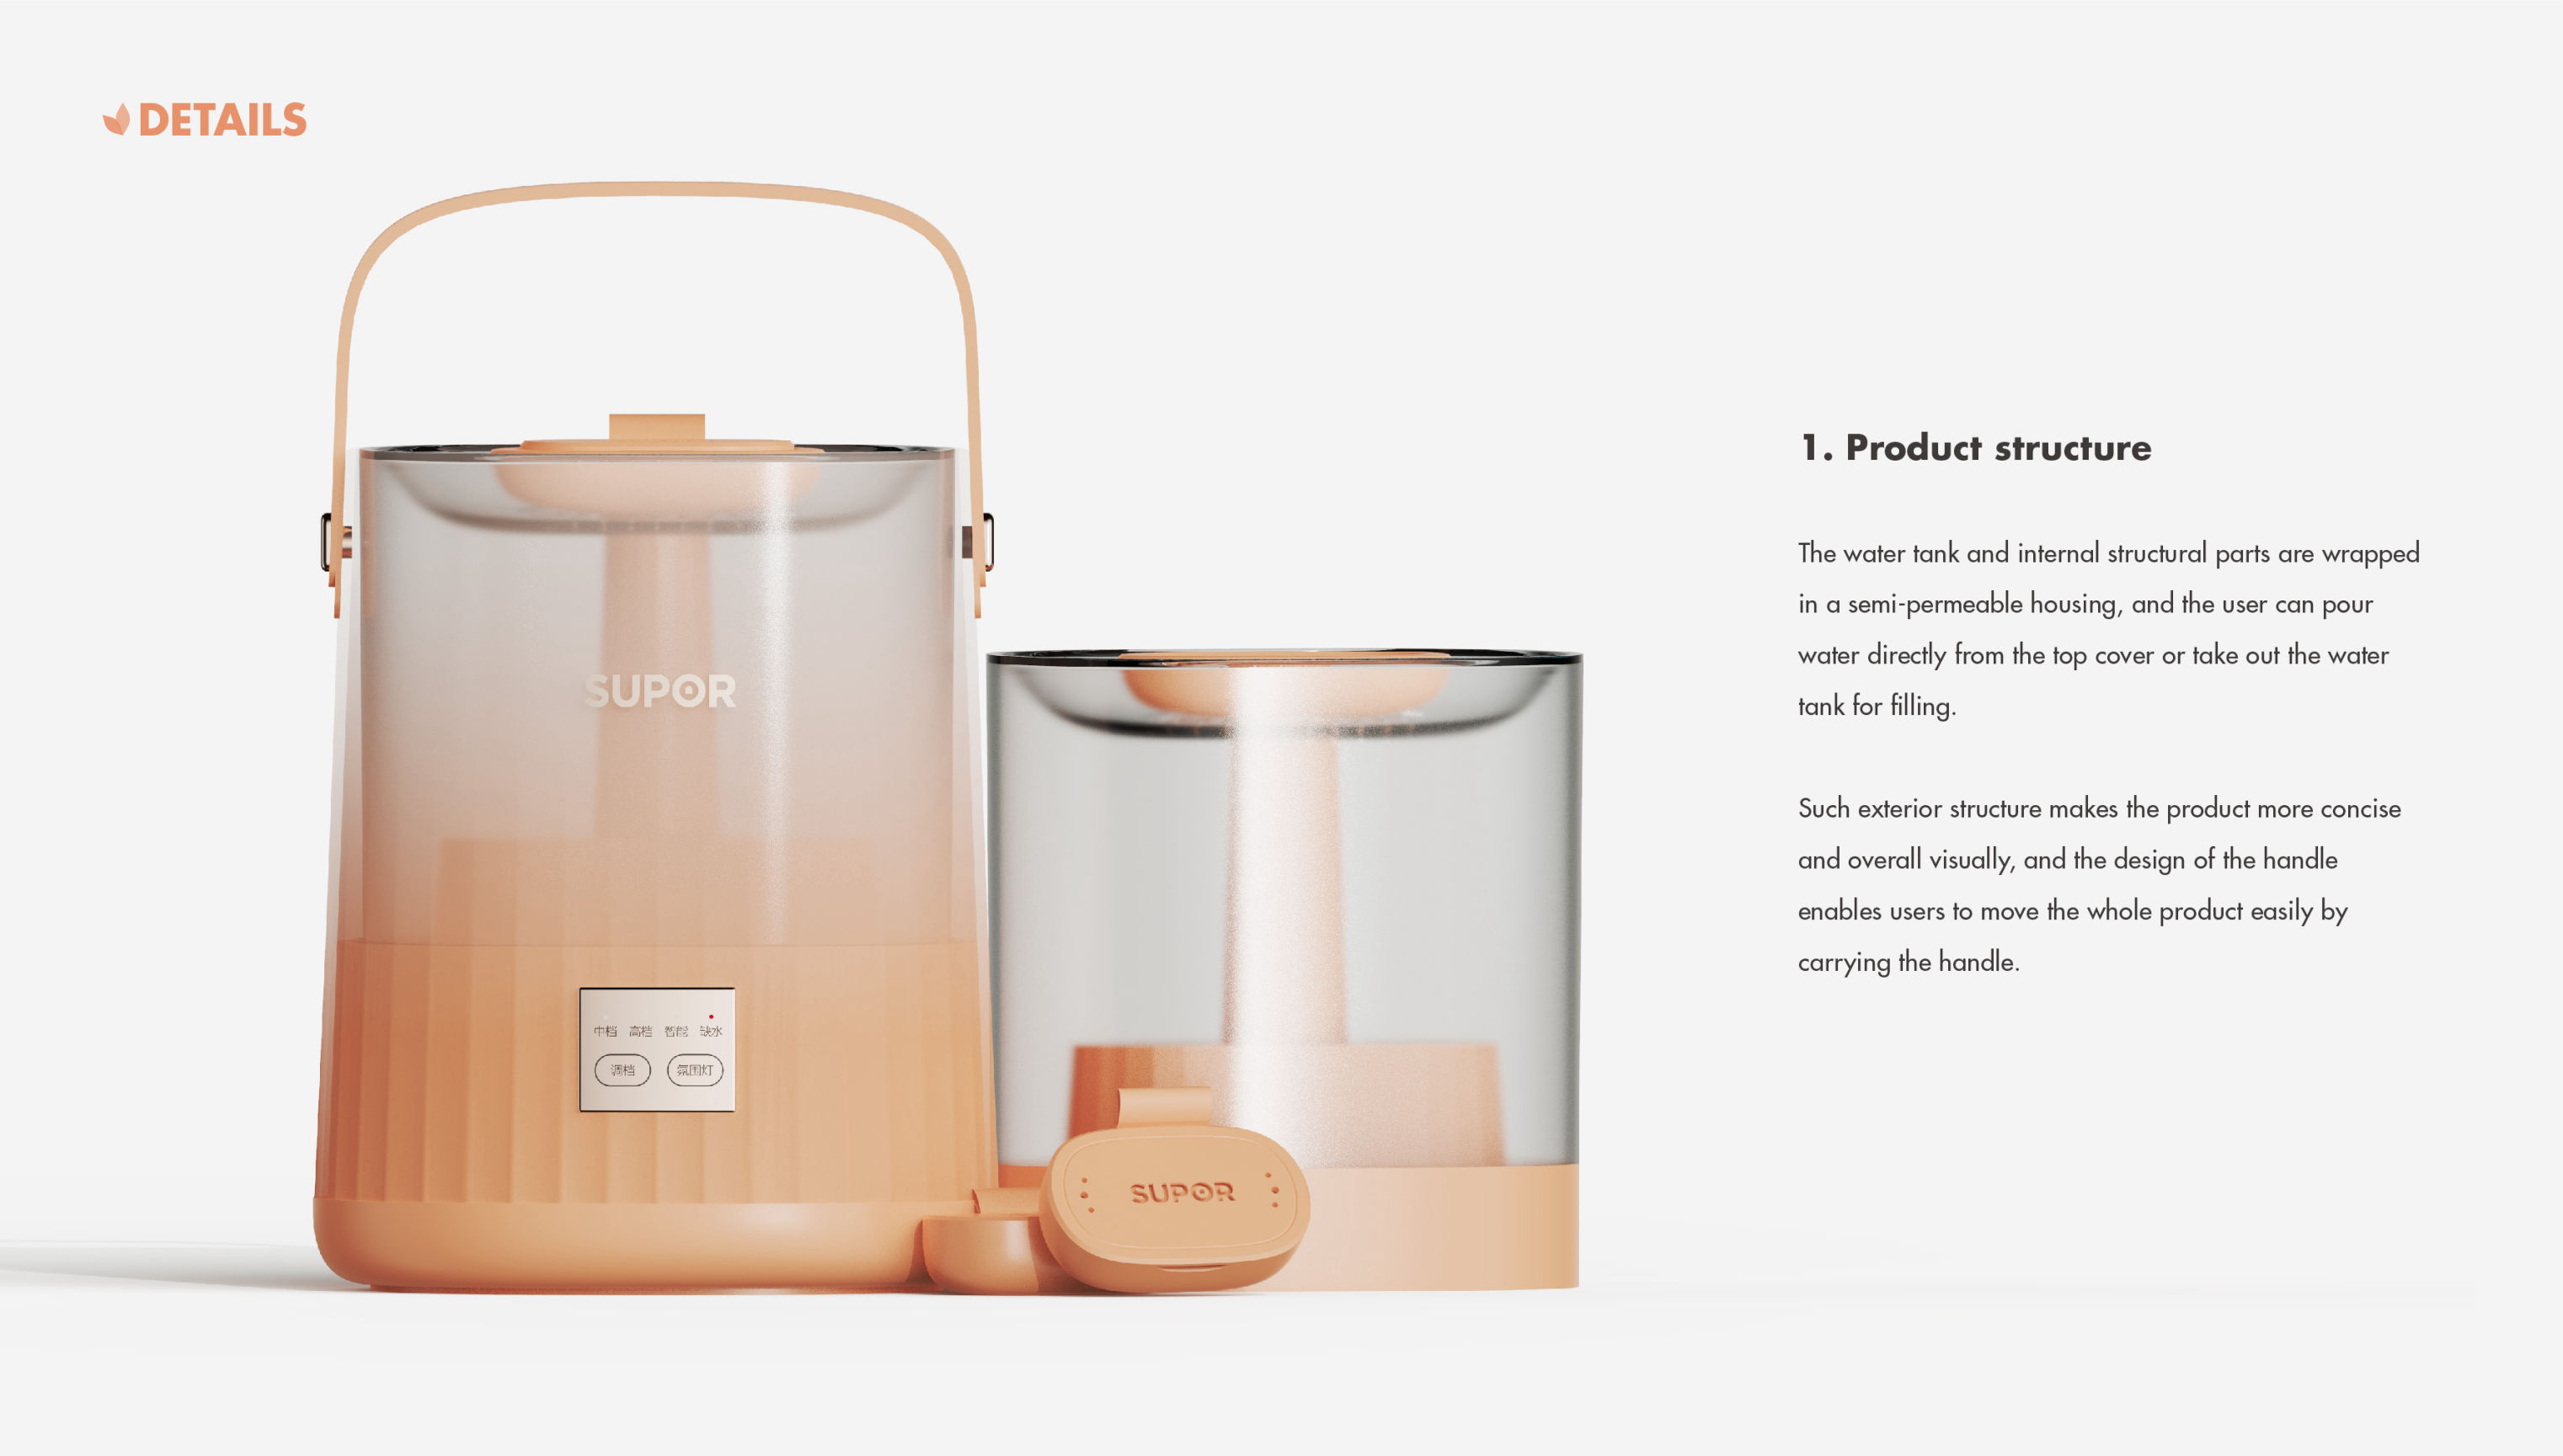 DETAILS
SUPOR
中档 高档 智能 缺水
调档 氛围灯
SUPOR
1. Product structure
The water tank and internal structural parts are wrapped
in a semi-permeable housing, and the user can pour
water directly from the top cover or take out the water
tank for filling.
Such exterior structure makes the product more concise
and overall visually, and the design of the handle
enables users to move the whole product easily by
carrying the handle.